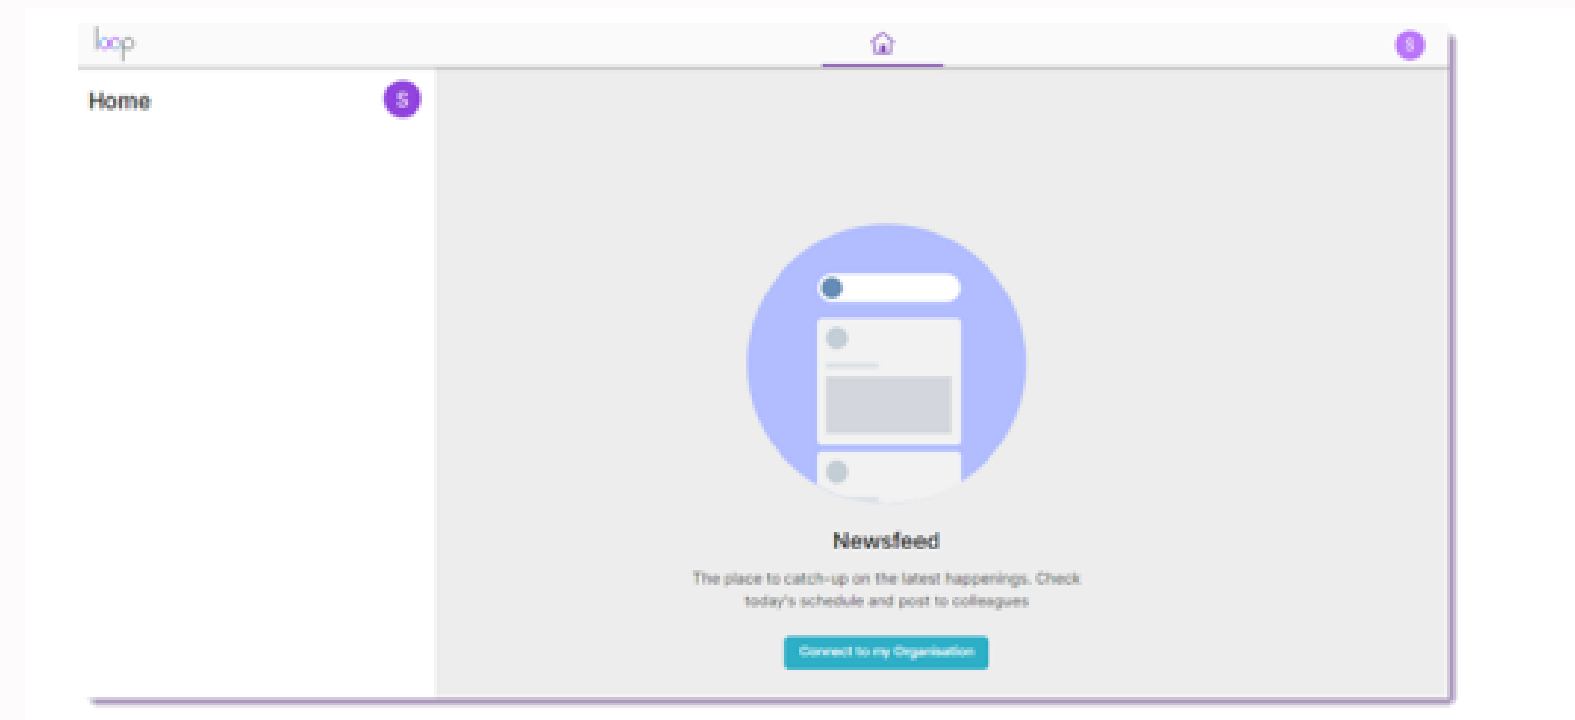 loop
S
Home
S
Newsfeed
The place to catch-up on the latest happenings. Check
today's schedule and post to colleagues
Connect to my Organisation